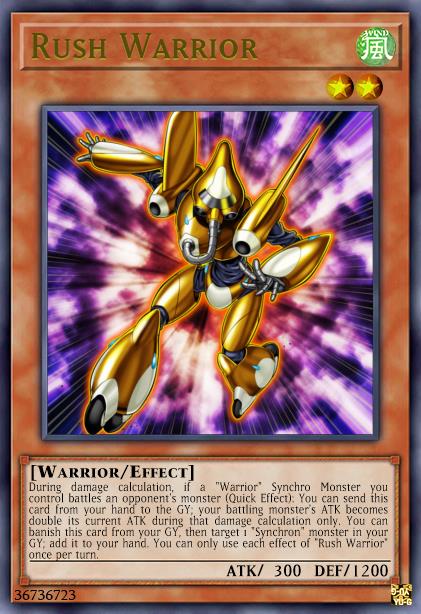 Rush Warrior
WIND
風
[Warrior/Effect]
During damage calculation, if a "Warrior" Synchro Monster you
control battles an opponent's monster (Quick Effect): You can send this
card from your hand to the GY; your battling monster's ATK becomes
double its current ATK during that damage calculation only. You can
banish this card from your GY, then target 1 "Synchron" monster in your
GY; add it to your hand. You can only use each effect of "Rush Warrior"
once per turn.
ATK/ 300 DEF/1200
36736723